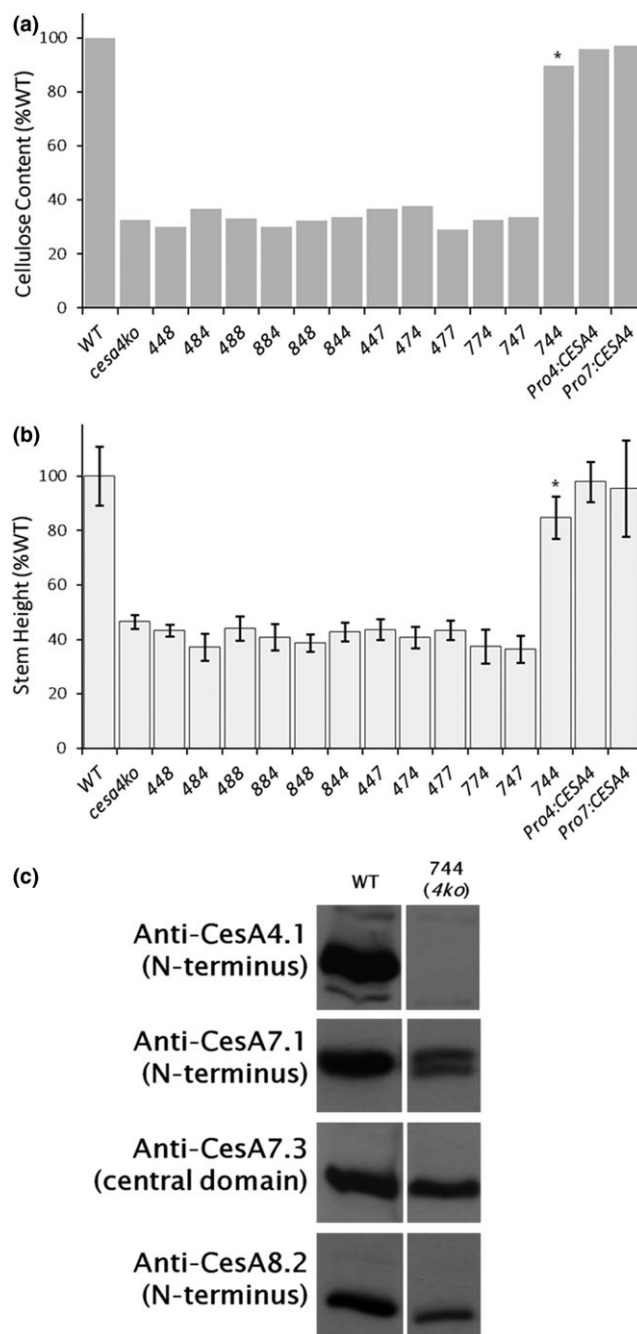 (a)
Cellulose Content (%WT)
100
80
60
40
20
0
*
WT
cesa4ko
448
484
488
884
848
844
447
474
477
774
747
744
Pro4:CESA4
Pro7:CESA4
(b)
Stem Height (%WT)
100
80
60
40
20
0
*
WT
cesa4ko
448
484
488
884
848
844
447
474
477
774
747
744
Pro4:CESA4
Pro7:CESA4
(c)
WT
744
(4ko)
Anti-CesA4.1
(N-terminus)
Anti-CesA7.1
(N-terminus)
Anti-CesA7.3
(central domain)
Anti-CesA8.2
(N-terminus)